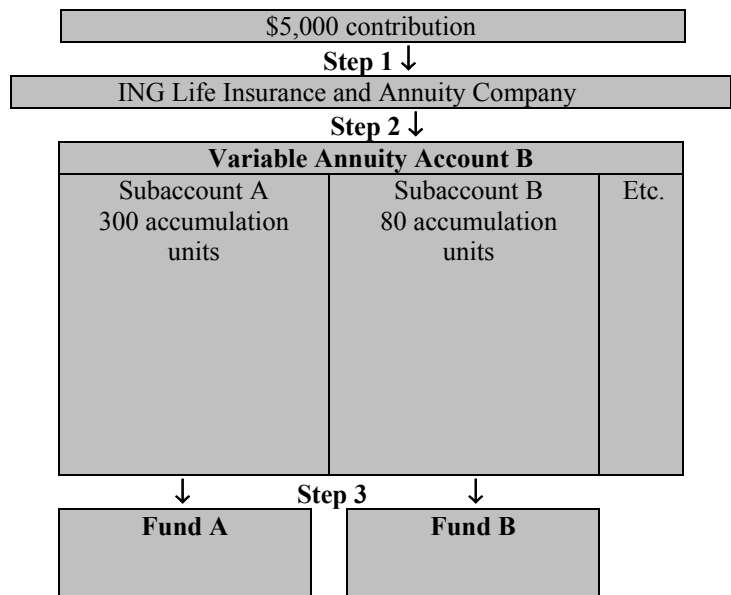 $5,000 contribution
Step 1 ↓
ING Life Insurance and Annuity Company
Step 2 ↓
Variable Annuity Account B
Subaccount A
300 accumulation
units
Subaccount B
80 accumulation
units
Etc.
↓ Step 3 ↓
Fund A
Fund B